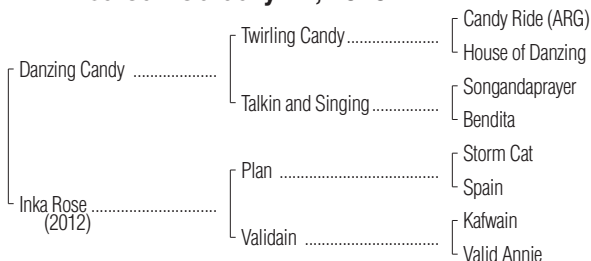 Candy Ride (ARG)
Twirling Candy
House of Danzing
Danzing Candy
Songandaprayer
Talkin and Singing
Bendita
Storm Cat
Plan
Spain
Inka Rose
(2012)
Kafwain
Validain
Valid Annie